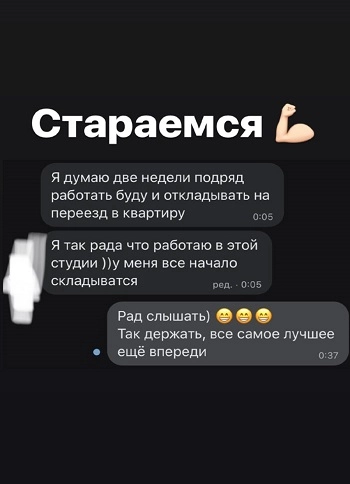 Стараемся 💪🏻
Я думаю две недели подряд
работать буду и откладывать на
переезд в квартиру
0:05
Я так рада что работаю в этой
студии ))у меня все начало
складыватся
ред. · 0:05
Рад слышать) 😁😁😁
Так держать, все самое лучшее
ещё впереди
0:37